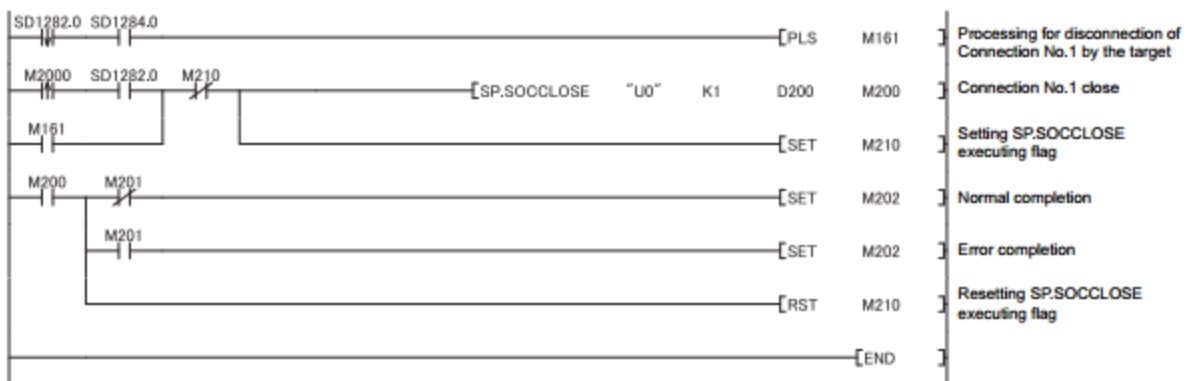 SD1282.0 SD1284.0
[PLS M161 ] Processing for disconnection of
Connection No.1 by the target
M2000 SD1282.0 M210
[SP.SOCCLOSE "U0" K1 D200 M200 ] Connection No.1 close
M161
[SET M210 ] Setting SP.SOCCLOSE
executing flag
M200 M201
[SET M202 ] Normal completion
M201
[SET M202 ] Error completion
[RST M210 ] Resetting SP.SOCCLOSE
executing flag
[END ]